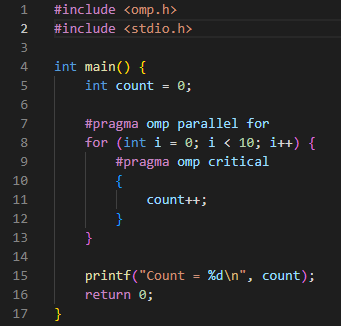 1 #include <omp.h>
2 #include <stdio.h>
3
4 int main() {
5     int count = 0;
6
7     #pragma omp parallel for
8     for (int i = 0; i < 10; i++) {
9         #pragma omp critical
10         {
11             count++;
12         }
13     }
14
15     printf("Count = %d\n", count);
16     return 0;
17 }